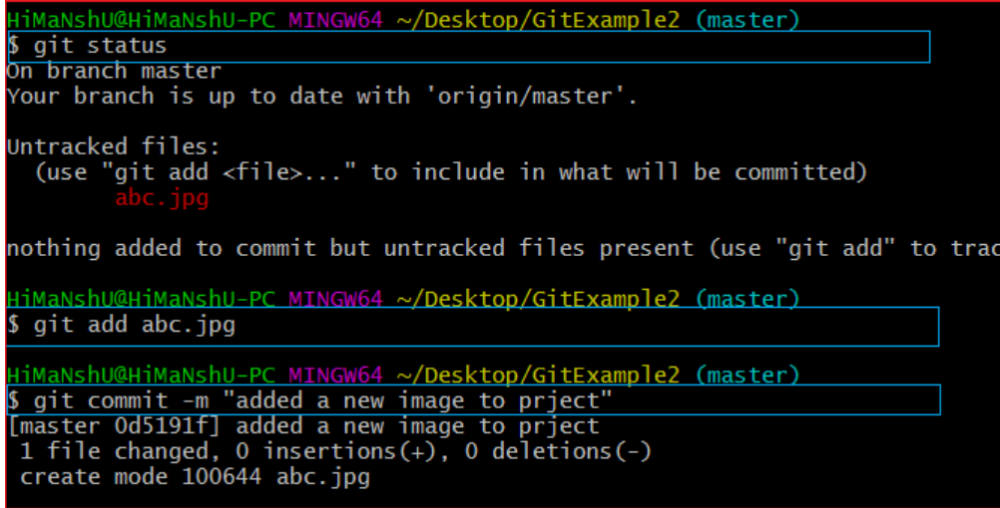 HiMaNshU@HiMaNshU-PC MINGW64 ~/Desktop/GitExample2 (master)
$ git status
On branch master
Your branch is up to date with 'origin/master'.
Untracked files:
(use "git add <file>..." to include in what will be committed)
abc.jpg
nothing added to commit but untracked files present (use "git add" to trac
HiMaNshU@HiMaNshU-PC MINGW64 ~/Desktop/GitExample2 (master)
$ git add abc.jpg
HiMaNshU@HiMaNshU-PC MINGW64 ~/Desktop/GitExample2 (master)
$ git commit -m "added a new image to prject"
[master 0d5191f] added a new image to prject
1 file changed, 0 insertions(+), 0 deletions(-)
create mode 100644 abc.jpg